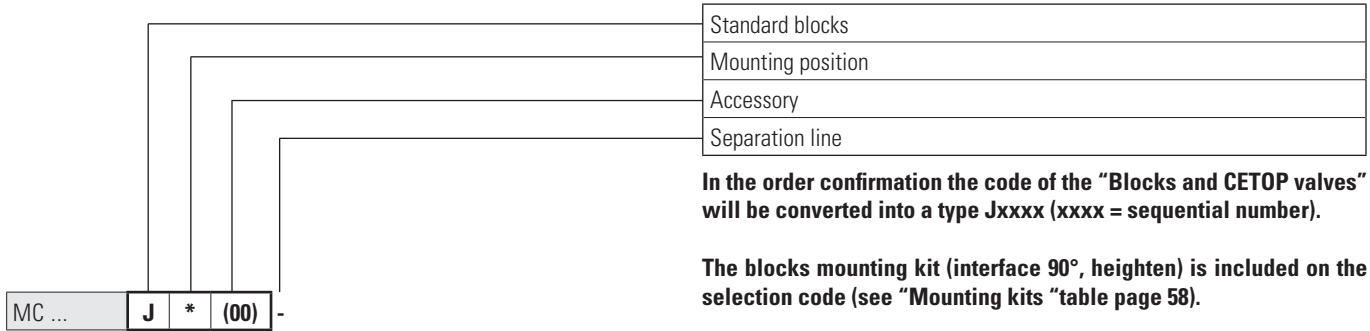 Standard blocks
Mounting position
Accessory
Separation line
In the order confirmation the code of the “Blocks and CETOP valves”
will be converted into a type Jxxxx (xxxx = sequential number).
The blocks mounting kit (interface 90°, heighten) is included on the
selection code (see “Mounting kits “table page 58).
MC ... J * (00) -